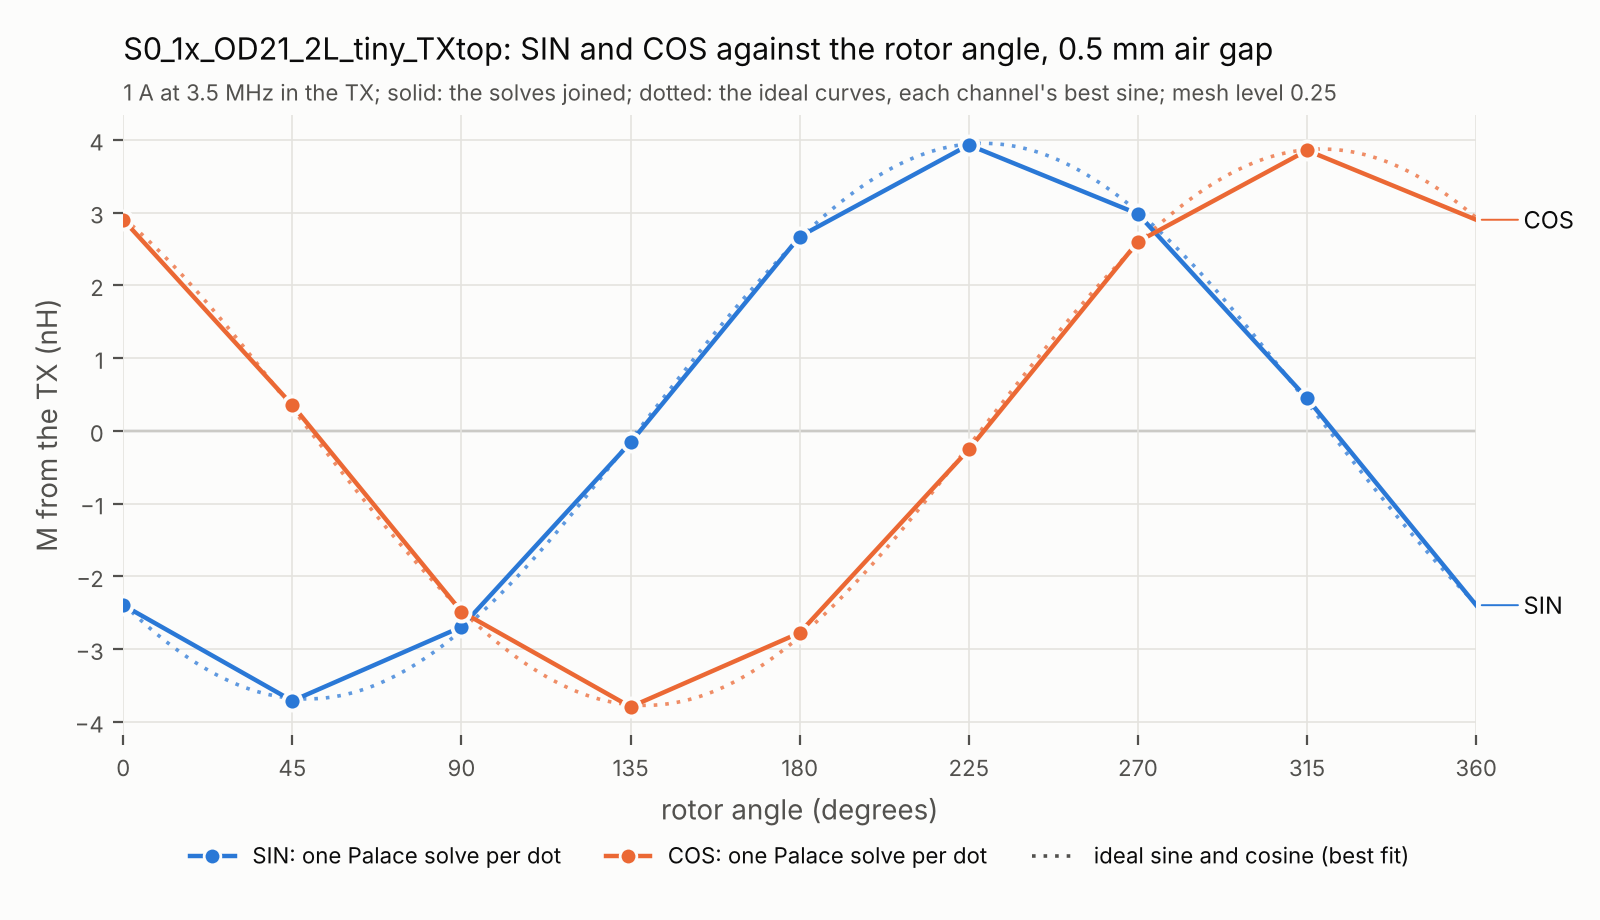 S0_1x_OD21_2L_tiny_TXtop: SIN and COS against the rotor angle, 0.5 mm air gap
1 A at 3.5 MHz in the TX; solid: the solves joined; dotted: the ideal curves, each channel's best sine; mesh level 0.25
M from the TX (nH)
4
3
2
1
0
−1
−2
−3
−4
COS
SIN
0 45 90 135 180 225 270 315 360
rotor angle (degrees)
SIN: one Palace solve per dot COS: one Palace solve per dot ideal sine and cosine (best fit)